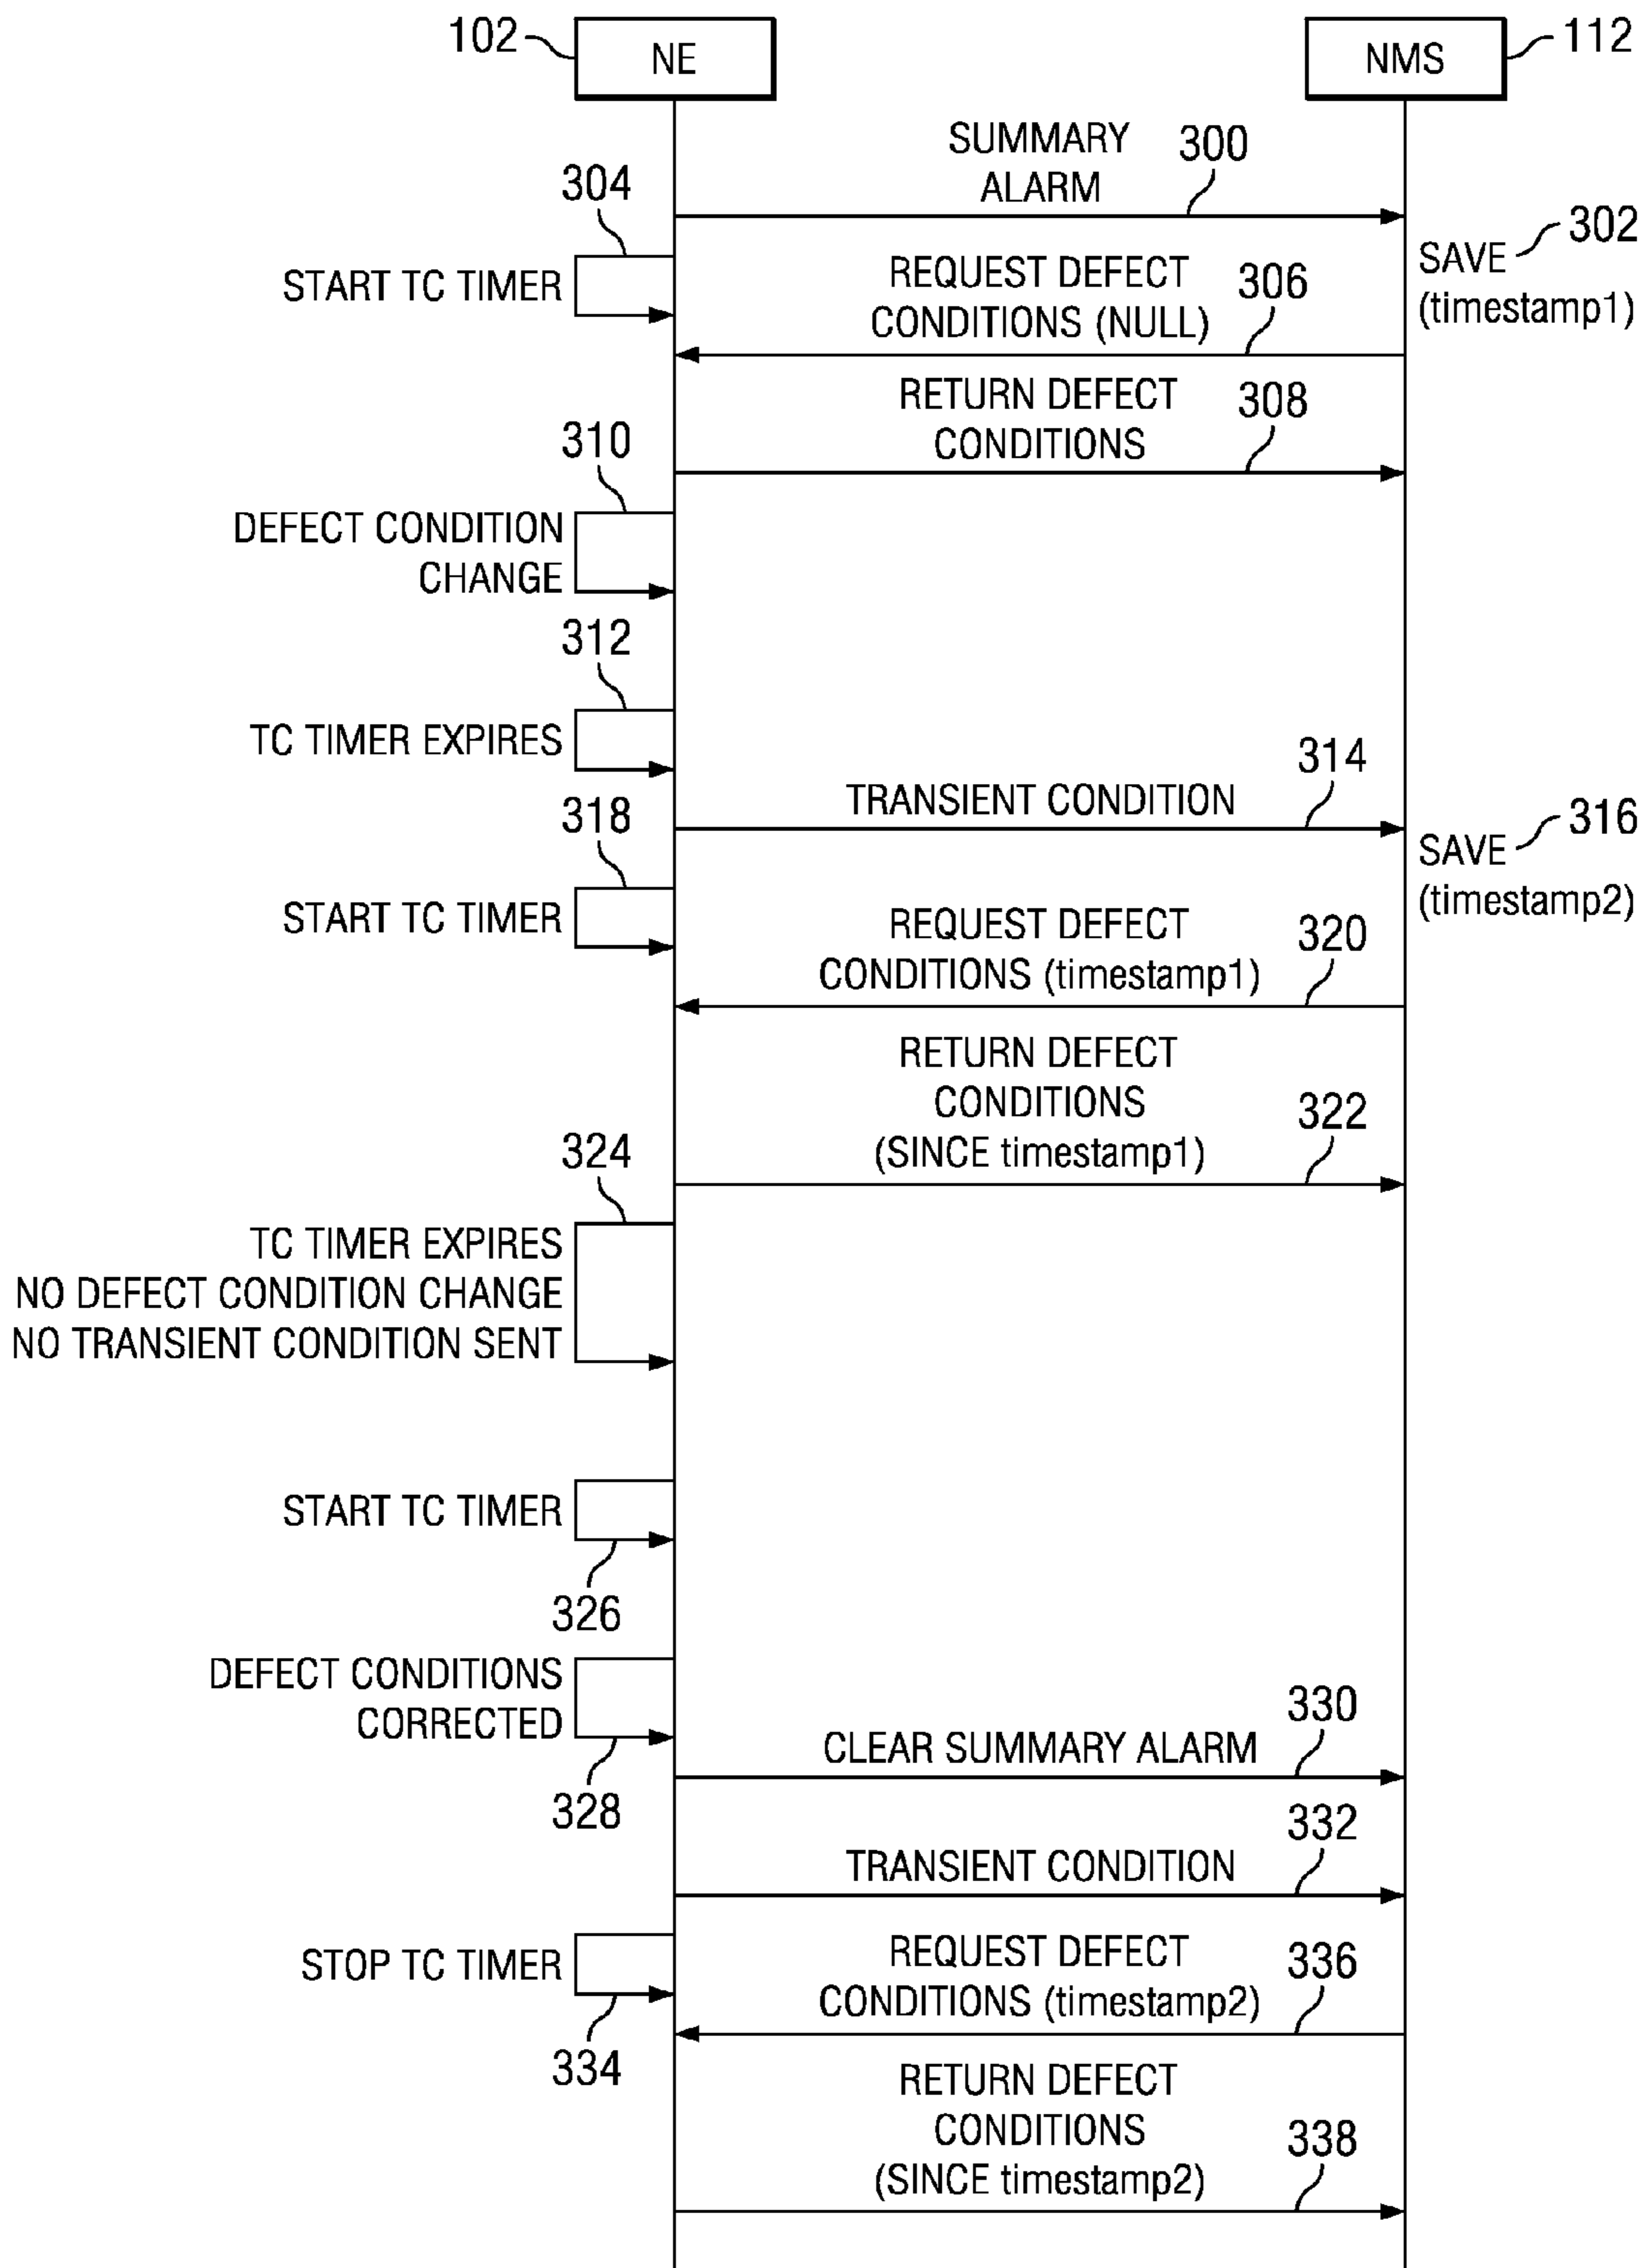 102
NE
NMS
112
SUMMARY
ALARM
300
304
302
SAVE
(timestamp1)
START TC TIMER
REQUEST DEFECT
CONDITIONS (NULL)
306
RETURN DEFECT
CONDITIONS
308
310
DEFECT CONDITION
CHANGE
312
TC TIMER EXPIRES
314
TRANSIENT CONDITION
318
316
SAVE
(timestamp2)
START TC TIMER
REQUEST DEFECT
CONDITIONS (timestamp1)
320
RETURN DEFECT
CONDITIONS
(SINCE timestamp1)
322
324
TC TIMER EXPIRES
NO DEFECT CONDITION CHANGE
NO TRANSIENT CONDITION SENT
START TC TIMER
326
DEFECT CONDITIONS
CORRECTED
328
330
CLEAR SUMMARY ALARM
332
TRANSIENT CONDITION
STOP TC TIMER
334
REQUEST DEFECT
CONDITIONS (timestamp2)
336
RETURN DEFECT
CONDITIONS
(SINCE timestamp2)
338